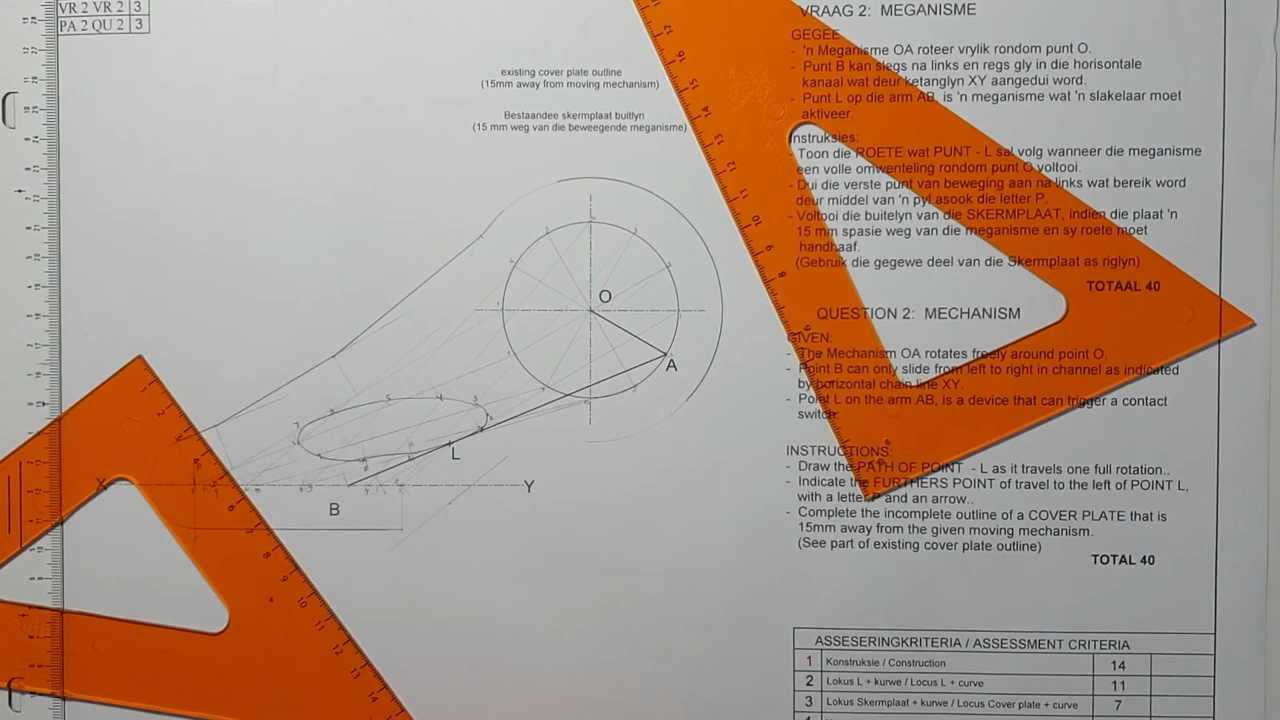 VR 2 VR 2 3
PA 2 QU 2 3
existing cover plate outline
(15mm away from moving mechanism)
Bestaandee skermplaat buitlyn
(15 mm weg van die beweegende meganisme)
O
A
L
X
Y
B
VRAAG 2: MEGANISME
GEGEE
- 'n Meganisme OA roteer vrylik rondom punt O.
- Punt B kan slegs na links en regs gly in die horisontale
kanaal wat deur ketanglyn XY aangedui word.
- Punt L op die arm AB, is 'n meganisme wat 'n slakelaar moet
aktiveer.
Instruksies:
- Toon die ROETE wat PUNT - L sal volg wanneer die meganisme
een volle omwenteling rondom punt O voltooi.
- Dui die verste punt van beweging aan na links wat bereik word
deur middel van 'n pyl asook die letter P.
- Voltooi die buitelyn van die SKERMPLAAT, indien die plaat 'n
15 mm spasie weg van die meganisme en sy roete moet
handhaaf.
(Gebruik die gegewe deel van die Skermplaat as riglyn)
TOTAAL 40
QUESTION 2: MECHANISM
GIVEN:
- The Mechanism OA rotates freely around point O.
- Point B can only slide from left to right in channel as indicated
by horizontal chain line XY.
- Point L on the arm AB, is a device that can trigger a contact
switch.
INSTRUCTIONS:
- Draw the PATH OF POINT - L as it travels one full rotation..
- Indicate the FURTHERS POINT of travel to the left of POINT L,
with a letter P and an arrow..
- Complete the incomplete outline of a COVER PLATE that is
15mm away from the given moving mechanism.
(See part of existing cover plate outline)
TOTAL 40
ASSESERINGKRITERIA / ASSESSMENT CRITERIA
1 Konstruksie / Construction 14
2 Lokus L + kurwe / Locus L + curve 11
3 Lokus Skermplaat + kurwe / Locus Cover plate + curve 7